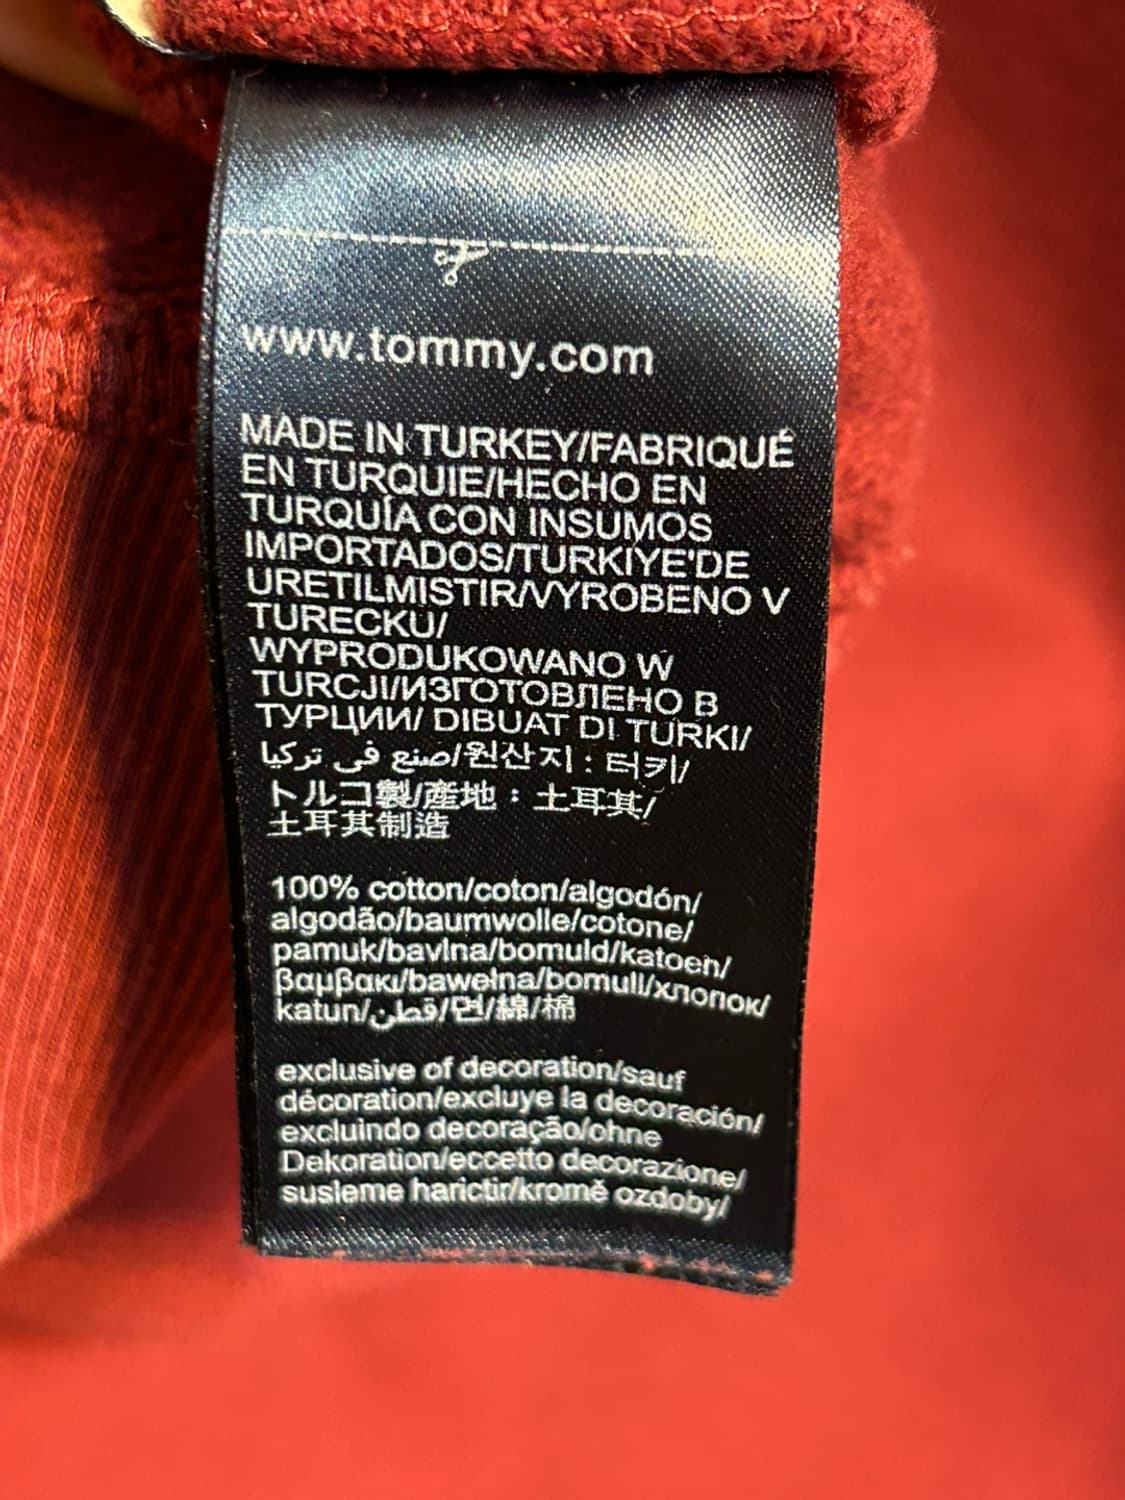 www.tommy.com
MADE IN TURKEY/FABRIQUÉ
EN TURQUIE/HECHO EN
TURQUÍA CON INSUMOS
IMPORTADOS/TURKIYE'DE
URETILMISTIR/VYROBENO V
TURECKU/
WYPRODUKOWANO W
TURCJI/ИЗГОТОВЛЕНО В
ТУРЦИИ/ DIBUAT DI TURKI/
صنع في تركيا/원산지 : 터키/
トルコ製/産地 : 土耳其/
土耳其制造
100% cotton/coton/algodón/
algodão/baumwolle/cotone/
pamuk/bavlna/bomuld/katoen/
βαμβακι/bawełna/bomull/хлопок/
katun/قطن/면/綿/棉
exclusive of decoration/sauf
décoration/excluye la decoración/
excluindo decoração/ohne
Dekoration/eccetto decorazione/
susleme harictir/kromě ozdoby/